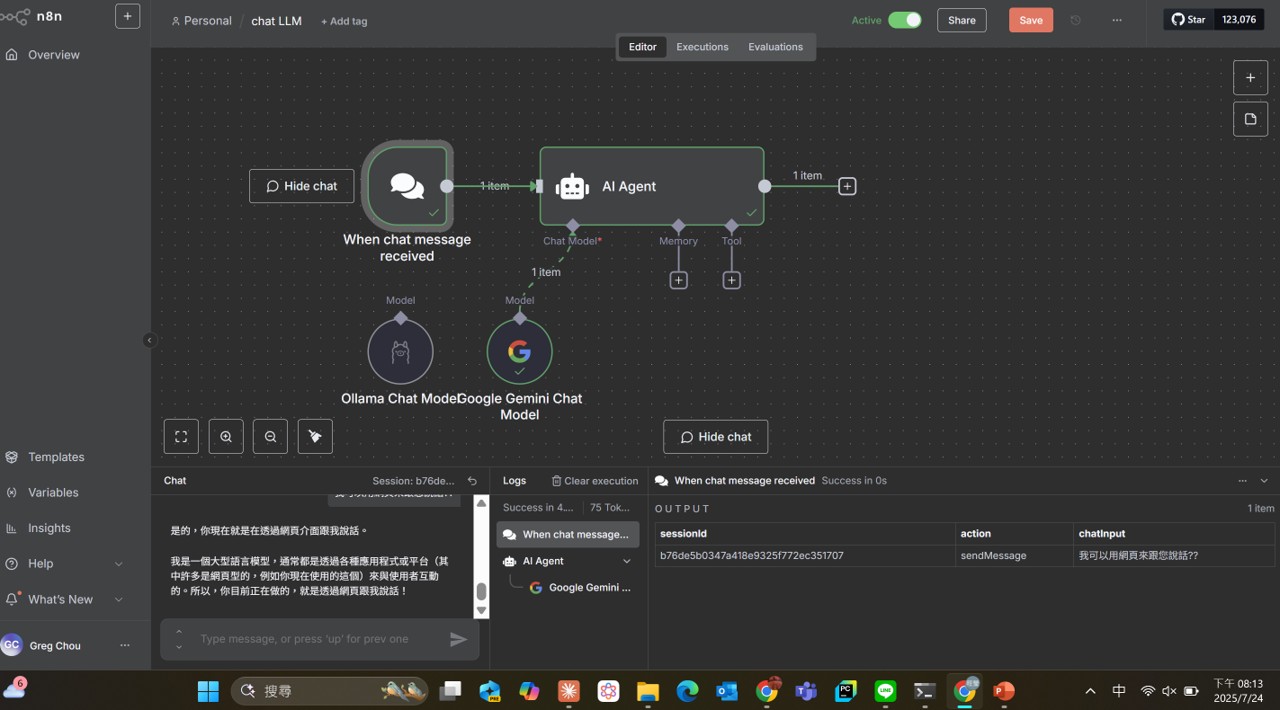 n8n
Personal / chat LLM + Add tag
Active Share Save ... Star 123,076
Editor Executions Evaluations
Overview
Hide chat
1 item
AI Agent
1 item
When chat message received
Chat Model*
Memory
Tool
1 item
Model
Model
Ollama Chat Model
Google Gemini Chat Model
Hide chat
Templates
Variables
Insights
Help
What's New
GC Greg Chou ...
Chat Session: b76de...
是的，你現在就是在透過網頁介面跟我說話。
我是一個大型語言模型，通常都是透過各種應用程式或平台（其
中許多是網頁型的，例如你現在使用的這個）來與使用者互動
的。所以，你目前正在做的，就是透過網頁跟我說話！
Type message, or press 'up' for prev one
Logs Clear execution
Success in 4.... 75 Tok...
When chat message...
AI Agent
Google Gemini ...
When chat message received Success in 0s ...
OUTPUT 1 item
sessionId action chatInput
b76de5b0347a418e9325f772ec351707 sendMessage 我可以用網頁來跟您說話??
6
搜尋
PRE
PC
LINE
P
中
下午 08:13
2025/7/24